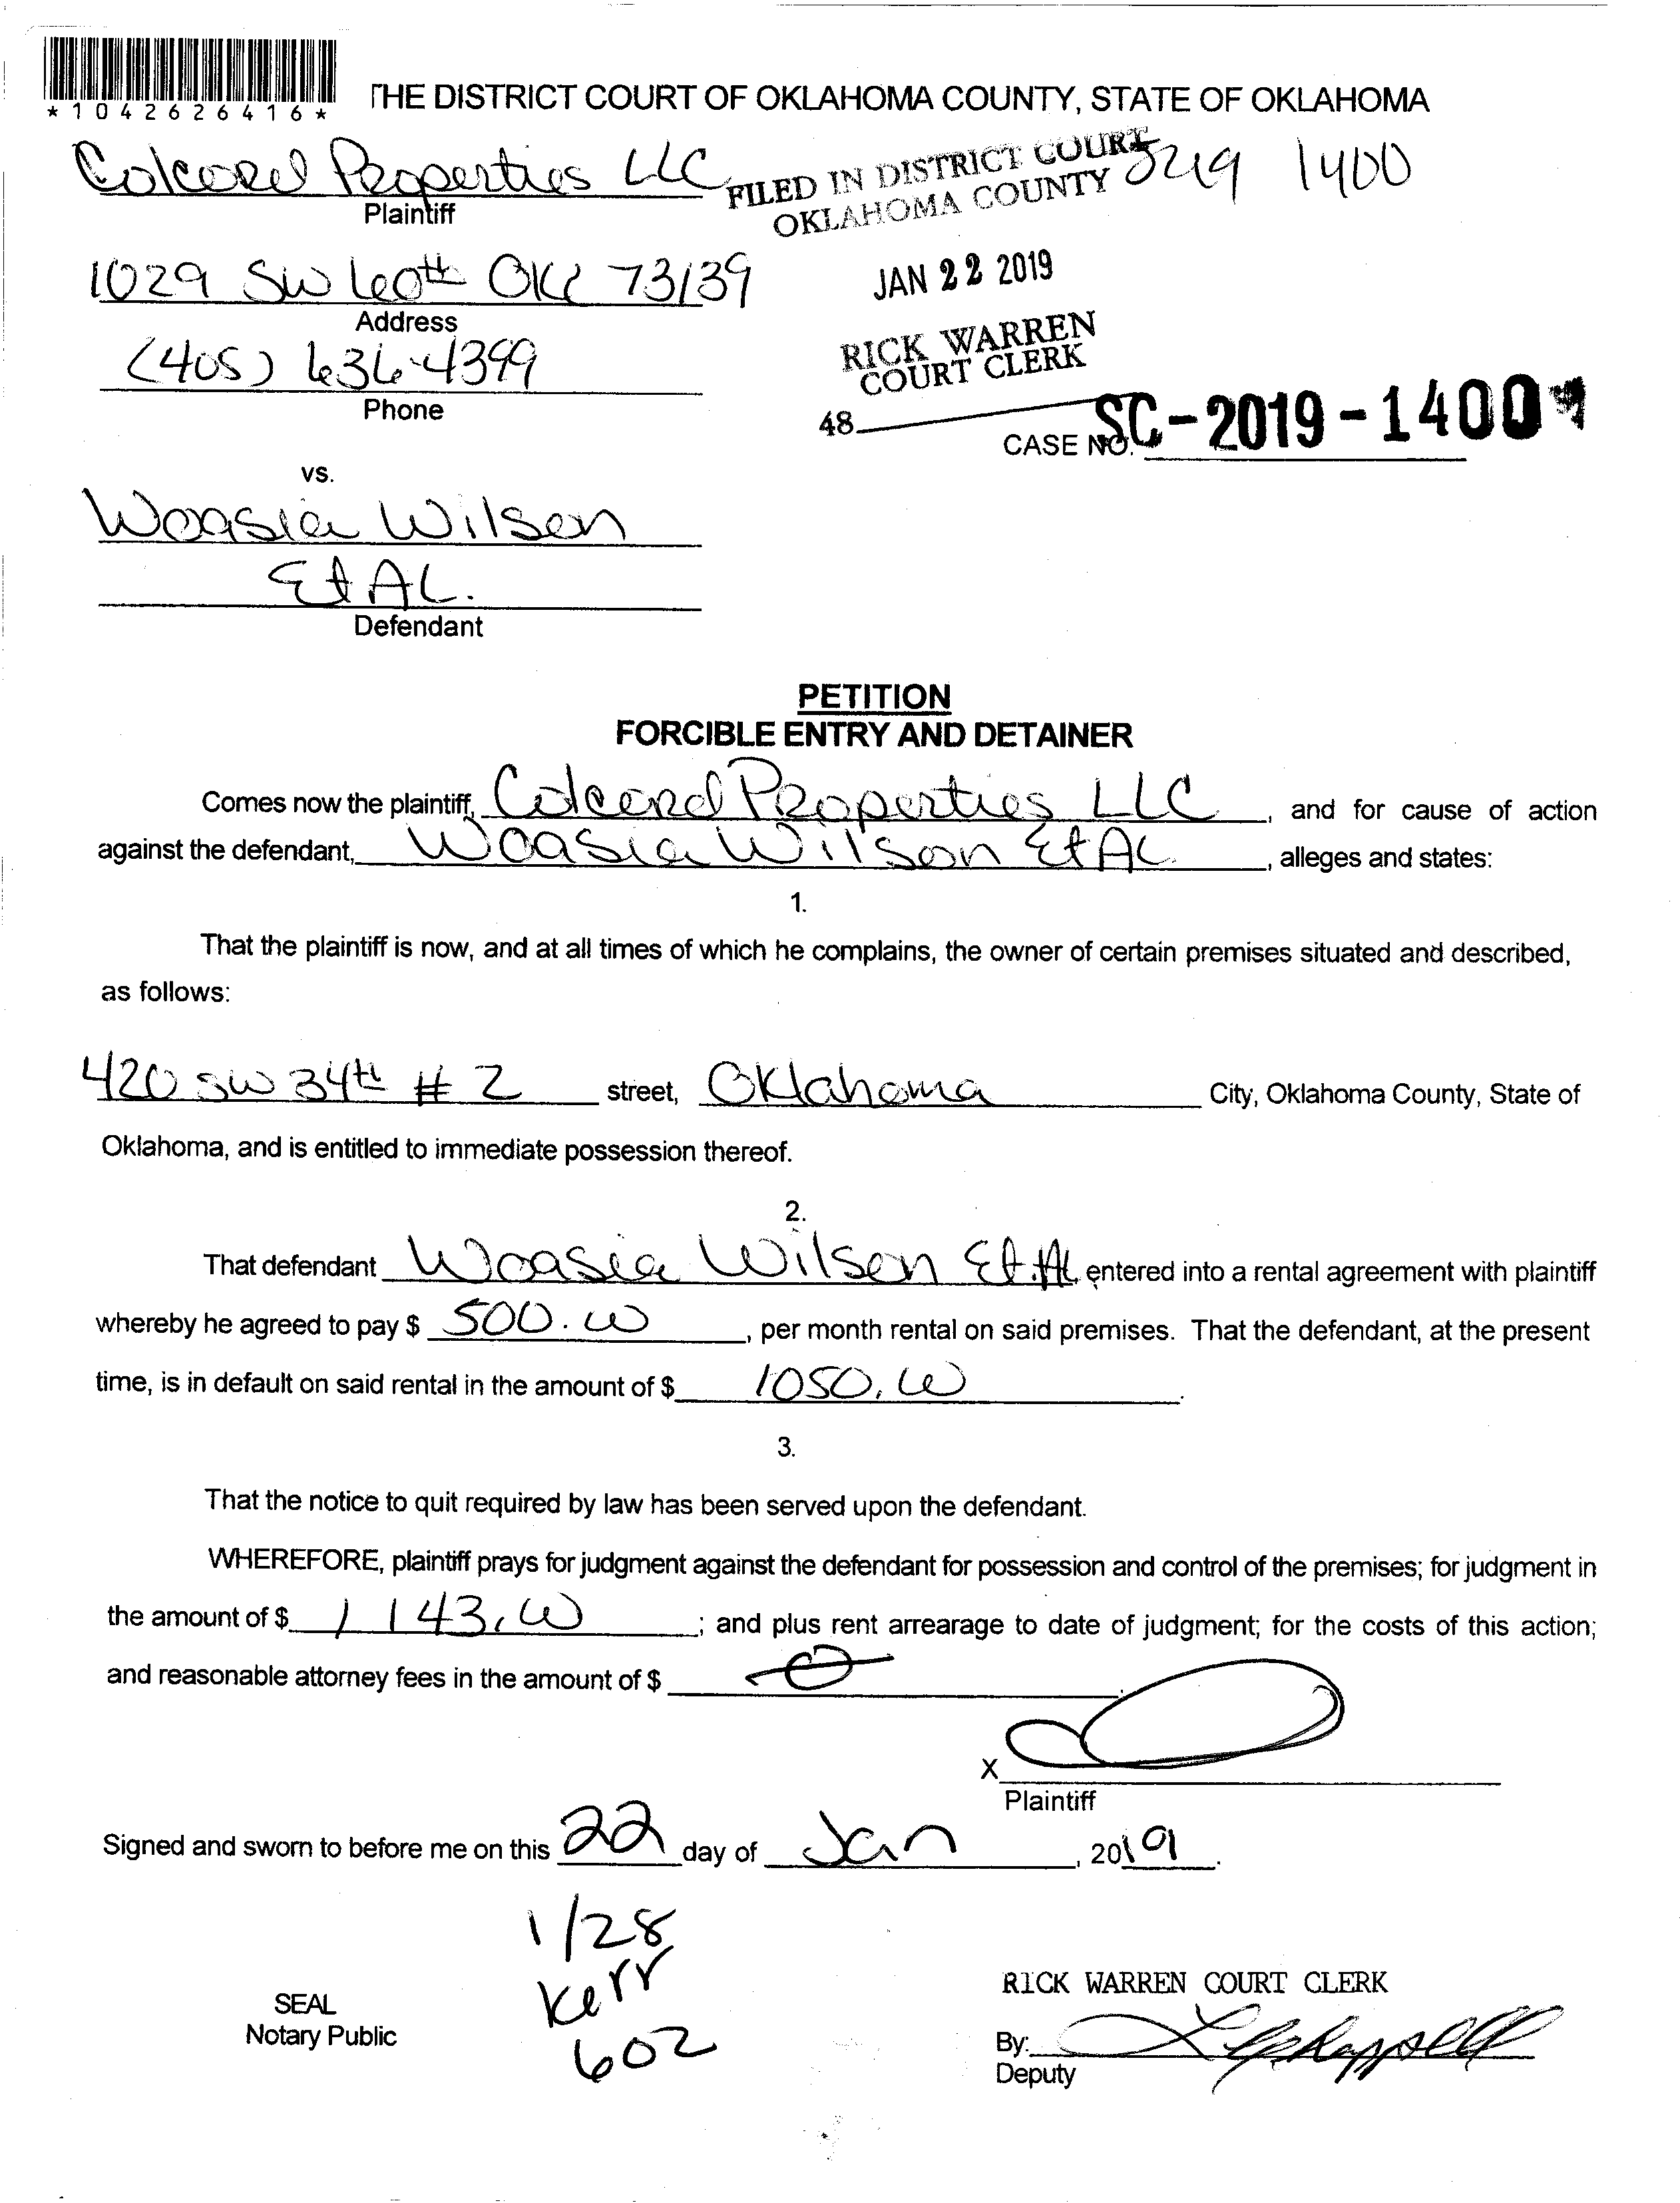 *1042626416*
THE DISTRICT COURT OF OKLAHOMA COUNTY, STATE OF OKLAHOMA
Colcord Properties LLC
Plaintiff
FILED IN DISTRICT COURT
OKLAHOMA COUNTY
1400
1029 SW 60th OKC 73139
Address
JAN 22 2019
(405) 636-4399
Phone
RICK WARREN
COURT CLERK
48
CASE NO. SC-2019-1400
vs.
Woasia Wilson
Et AL.
Defendant
PETITION
FORCIBLE ENTRY AND DETAINER
Comes now the plaintiff, Colcord Properties LLC, and for cause of action
against the defendant, Woasia Wilson Et AL, alleges and states:
1.
That the plaintiff is now, and at all times of which he complains, the owner of certain premises situated and described,
as follows:
420 SW 34th # 2 street, Oklahoma City, Oklahoma County, State of
Oklahoma, and is entitled to immediate possession thereof.
2.
That defendant Woasia Wilson Et. AL, entered into a rental agreement with plaintiff
whereby he agreed to pay $ 500.00, per month rental on said premises. That the defendant, at the present
time, is in default on said rental in the amount of $ 1050.00.
3.
That the notice to quit required by law has been served upon the defendant.
WHEREFORE, plaintiff prays for judgment against the defendant for possession and control of the premises; for judgment in
the amount of $ 1143.00; and plus rent arrearage to date of judgment; for the costs of this action;
and reasonable attorney fees in the amount of $ 0.
X
Plaintiff
Signed and sworn to before me on this 22 day of Jan, 2019.
1/28
Kerr
602
SEAL
Notary Public
RICK WARREN COURT CLERK
By:
Deputy